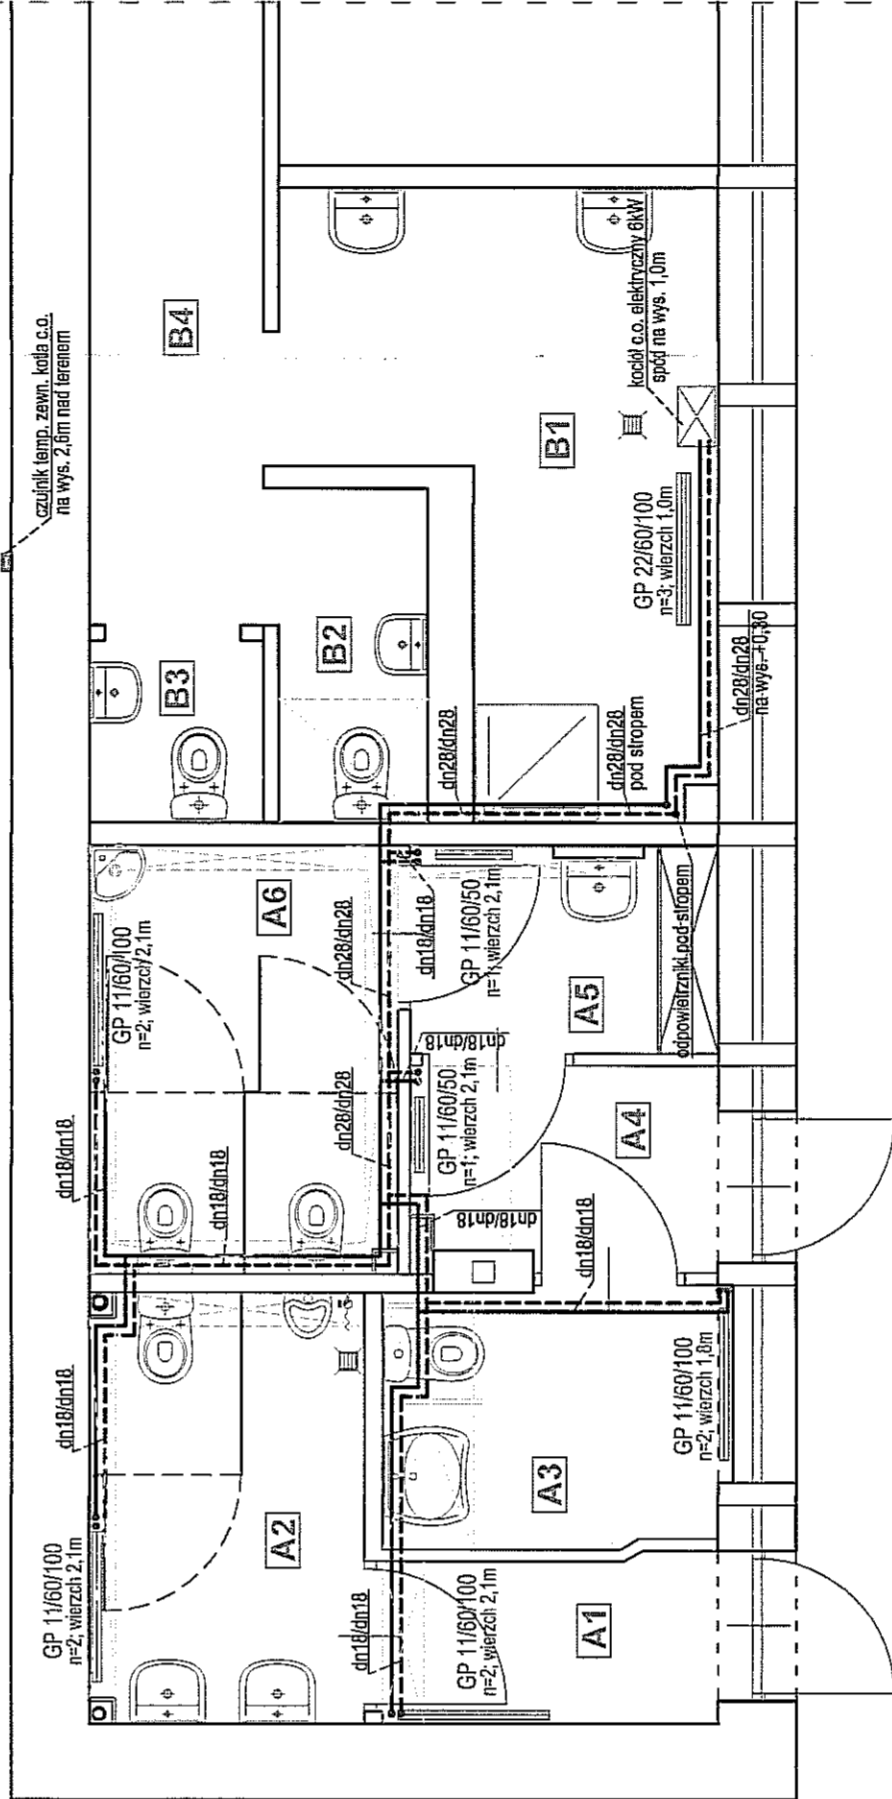 czujnik temp. zewn. kotła c.o.
na wys. 2,6m nad terenem
B4
kocioł c.o. elektryczny 6kW
spód na wys. 1,0m
B1
GP 22/60/100
n=3; wierzch 1,0m
B2
B3
dn28/dn28
dn28/dn28
pod stropem
dn28/dn28
na wys. +0,30
A6
GP 11/60/100
n=2; wierzch 2,1m
dn28/dn28
dn18/dn18
GP 11/60/50
n=1; wierzch 2,1m
A5
odpowietrzniki pod stropem
dn18/dn18
dn28/dn28
GP 11/60/50
n=1; wierzch 2,1m
A4
dn18/dn18
dn18/dn18
dn18/dn18
dn18/dn18
dn18/dn18
GP 11/60/100
n=2; wierzch 1,8m
A3
A2
GP 11/60/100
n=2; wierzch 2,1m
dn18/dn18
GP 11/60/100
n=2; wierzch 2,1m
A1